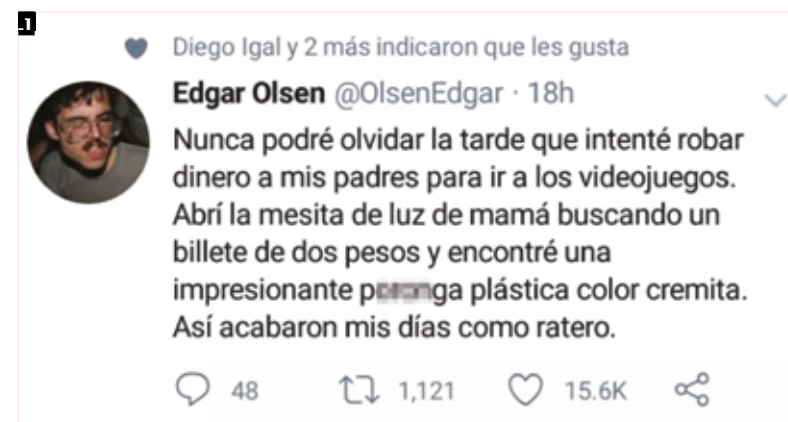 1
Diego Igal y 2 más indicaron que les gusta
Edgar Olsen @OlsenEdgar · 18h
Nunca podré olvidar la tarde que intenté robar
dinero a mis padres para ir a los videojuegos.
Abrí la mesita de luz de mamá buscando un
billete de dos pesos y encontré una
impresionante plástica color cremita.
Así acabaron mis días como ratero.
48 1,121 15.6K